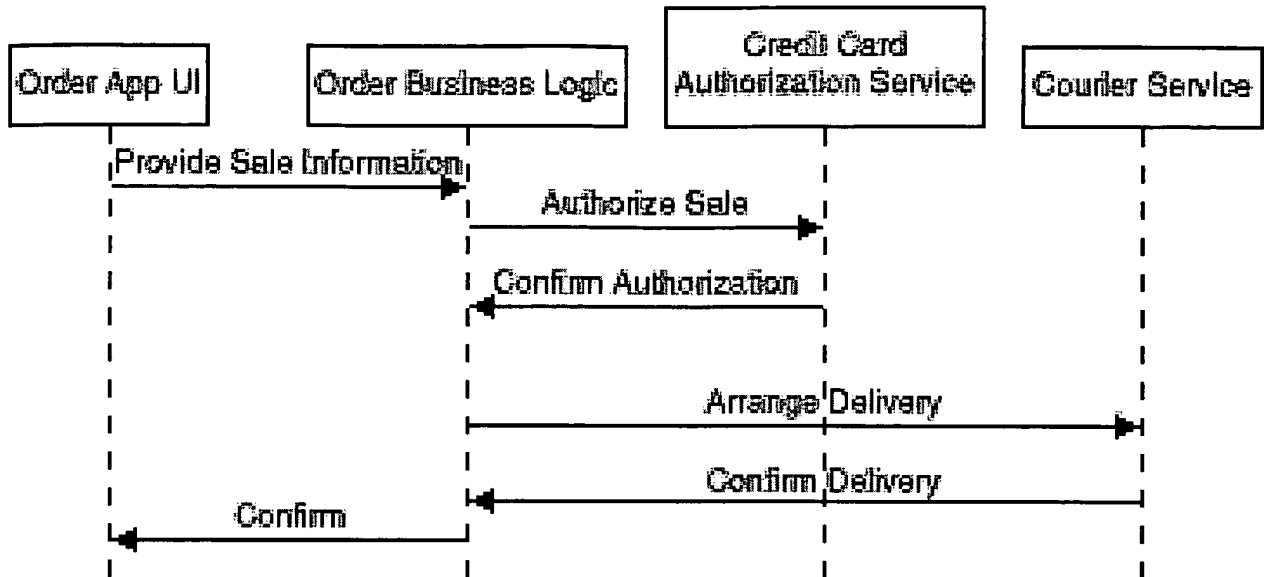 Order App UI
Order Business Logic
Credit Card
Authorization Service
Courier Service
Provide Sale Information
Authorize Sale
Confirm Authorization
Arrange Delivery
Confirm Delivery
Confirm